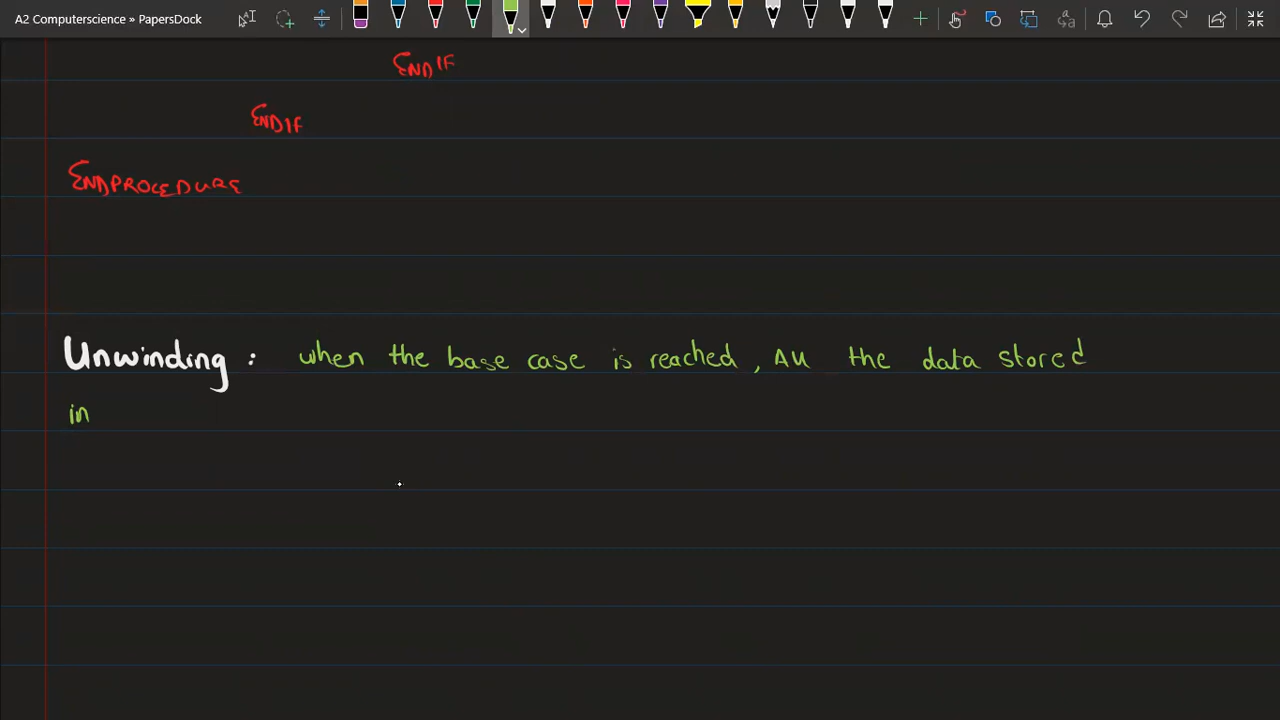 A2 Computerscience » PapersDock
ENDIF
ENDIF
ENDPROCEDURE
Unwinding : when the base case is reached , All the data stored
in